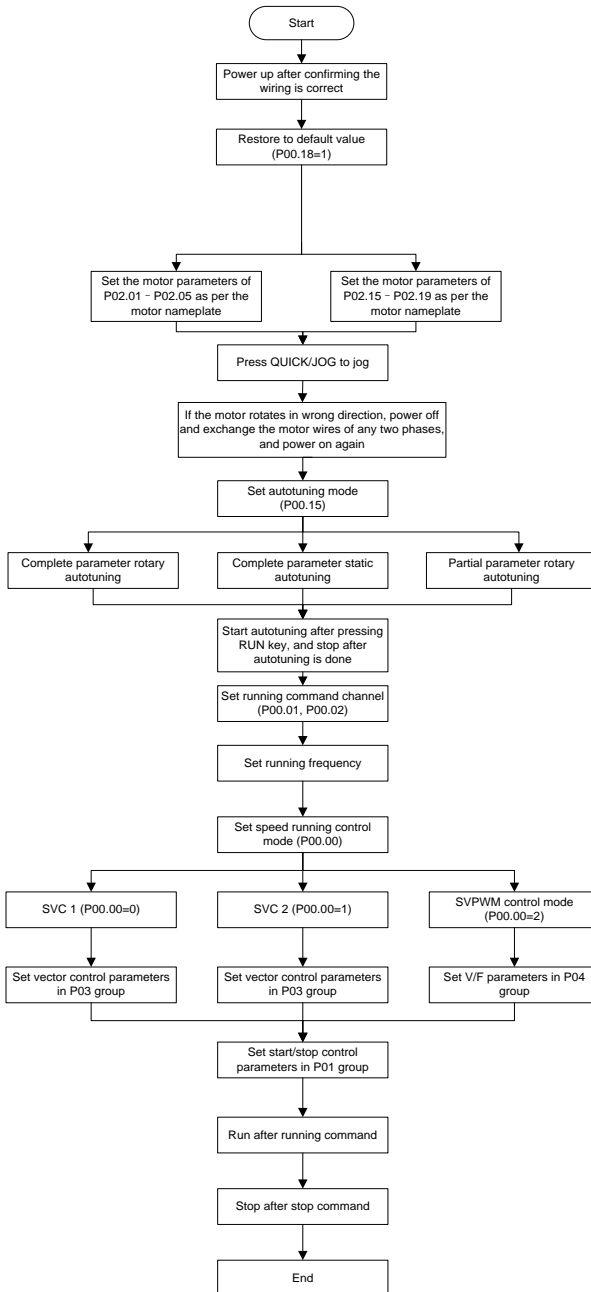 Start
Power up after confirming the
wiring is correct
Restore to default value
(P00.18=1)
Set the motor parameters of
P02.01–P02.05 as per the
motor nameplate
Set the motor parameters of
P02.15–P02.19 as per the
motor nameplate
Press QUICK/JOG to jog
If the motor rotates in wrong direction, power off
and exchange the motor wires of any two phases,
and power on again
Set autotuning mode
(P00.15)
Complete parameter rotary
autotuning
Complete parameter static
autotuning
Partial parameter rotary
autotuning
Start autotuning after pressing
RUN key, and stop after
autotuning is done
Set running command channel
(P00.01, P00.02)
Set running frequency
Set speed running control
mode (P00.00)
SVC 1 (P00.00=0)
SVC 2 (P00.00=1)
SVPWM control mode
(P00.00=2)
Set vector control parameters
in P03 group
Set vector control parameters
in P03 group
Set V/F parameters in P04
group
Set start/stop control
parameters in P01 group
Run after running command
Stop after stop command
End